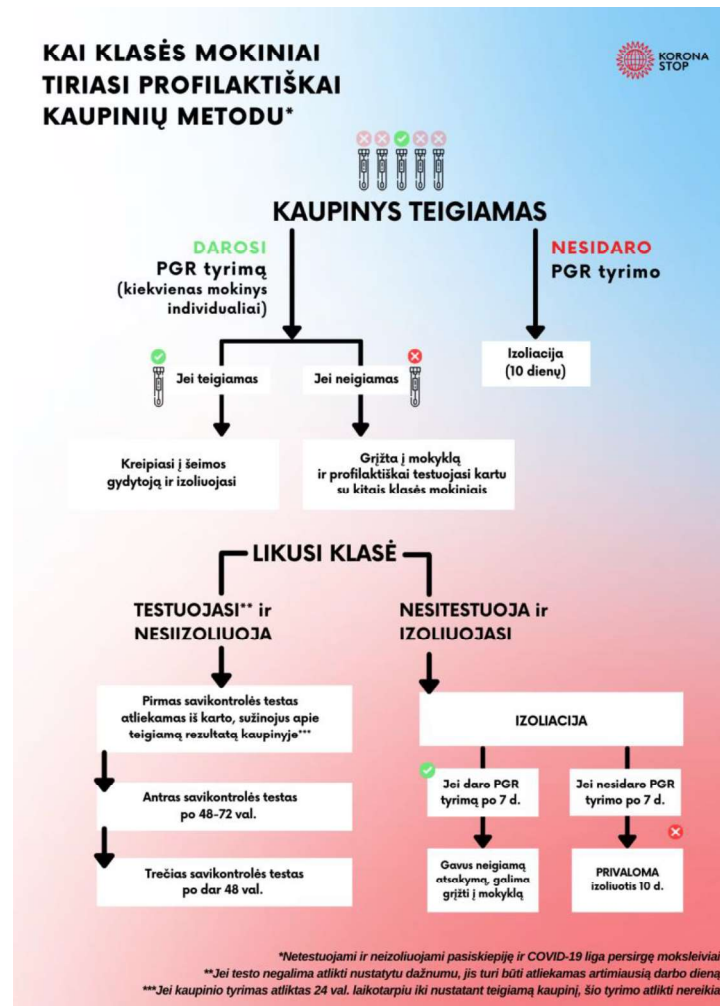 KAI KLASĖS MOKINIAI
TIRIASI PROFILAKTIŠKAI
KAUPINIŲ METODU*
KORONA
STOP
KAUPINYS TEIGIAMAS
DAROSI
PGR tyrimą
(kiekvienas mokinys
individualiai)
NESIDARO
PGR tyrimo
Izoliacija
(10 dienų)
Jei teigiamas
Jei neigiamas
Kreipiasi į šeimos
gydytoją ir izoliuojasi
Grįžta į mokyklą
ir profilaktiškai testuojasi kartu
su kitais klasės mokiniais
LIKUSI KLASĖ
TESTUOJASI** ir
NESIIZOLIUOJA
NESITESTUOJA ir
IZOLIUOJASI
Pirmas savikontrolės testas
atliekamas iš karto, sužinojus apie
teigiamą rezultatą kaupinyje***
Antras savikontrolės testas
po 48-72 val.
Trečias savikontrolės testas
po dar 48 val.
IZOLIACIJA
Jei daro PGR
tyrimą po 7 d.
Jei nesidaro PGR
tyrimo po 7 d.
Gavus neigiamą
atsakymą, galima
grįžti į mokyklą
PRIVALOMA
izoliuotis 10 d.
*Netestuojami ir neizoliuojami pasiskiepiję ir COVID-19 liga persirgę moksleiviai
**Jei testo negalima atlikti nustatytu dažnumu, jis turi būti atliekamas artimiausią darbo dieną
***Jei kaupinio tyrimas atliktas 24 val. laikotarpiu iki nustatant teigiamą kaupinį, šio tyrimo atlikti nereikia